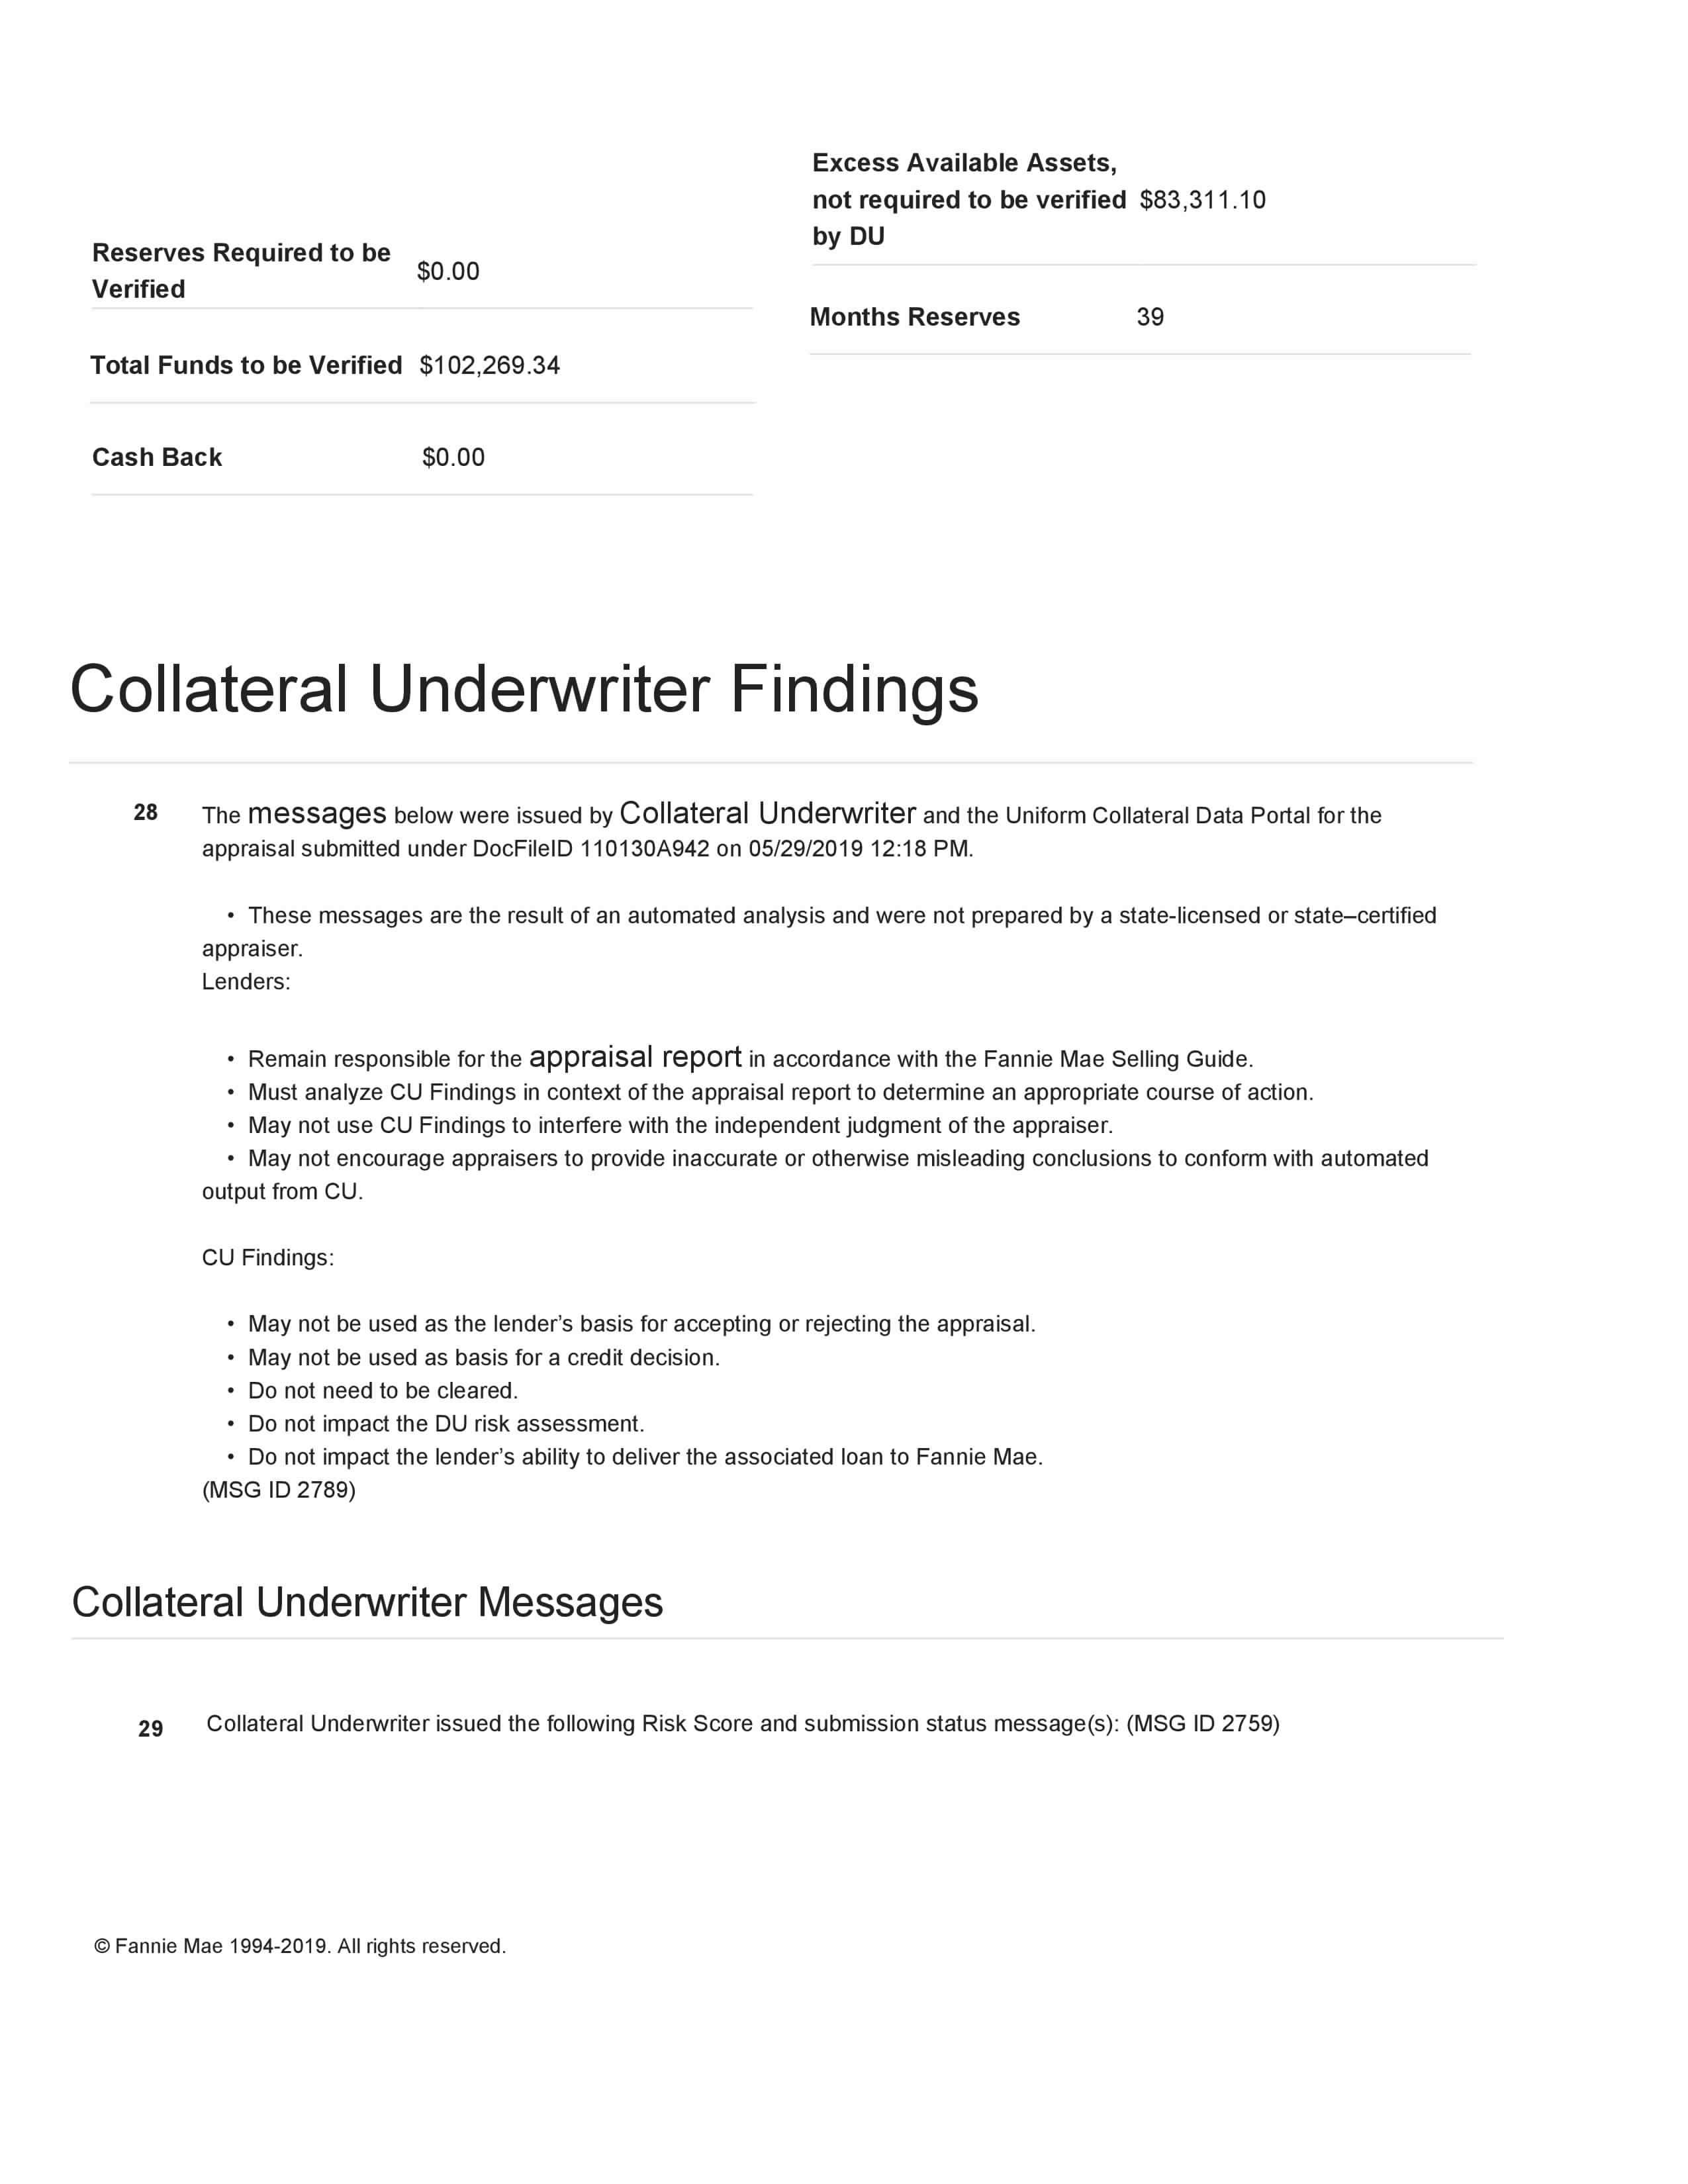 Reserves Required to be
Verified
$0.00
Total Funds to be Verified $102,269.34
Cash Back $0.00
Excess Available Assets,
not required to be verified $83,311.10
by DU
Months Reserves 39
Collateral Underwriter Findings
28 The messages below were issued by Collateral Underwriter and the Uniform Collateral Data Portal for the
appraisal submitted under DocFileID 110130A942 on 05/29/2019 12:18 PM.
• These messages are the result of an automated analysis and were not prepared by a state-licensed or state–certified
appraiser.
Lenders:
• Remain responsible for the appraisal report in accordance with the Fannie Mae Selling Guide.
• Must analyze CU Findings in context of the appraisal report to determine an appropriate course of action.
• May not use CU Findings to interfere with the independent judgment of the appraiser.
• May not encourage appraisers to provide inaccurate or otherwise misleading conclusions to conform with automated
output from CU.
CU Findings:
• May not be used as the lender’s basis for accepting or rejecting the appraisal.
• May not be used as basis for a credit decision.
• Do not need to be cleared.
• Do not impact the DU risk assessment.
• Do not impact the lender’s ability to deliver the associated loan to Fannie Mae.
(MSG ID 2789)
Collateral Underwriter Messages
29 Collateral Underwriter issued the following Risk Score and submission status message(s): (MSG ID 2759)
© Fannie Mae 1994-2019. All rights reserved.